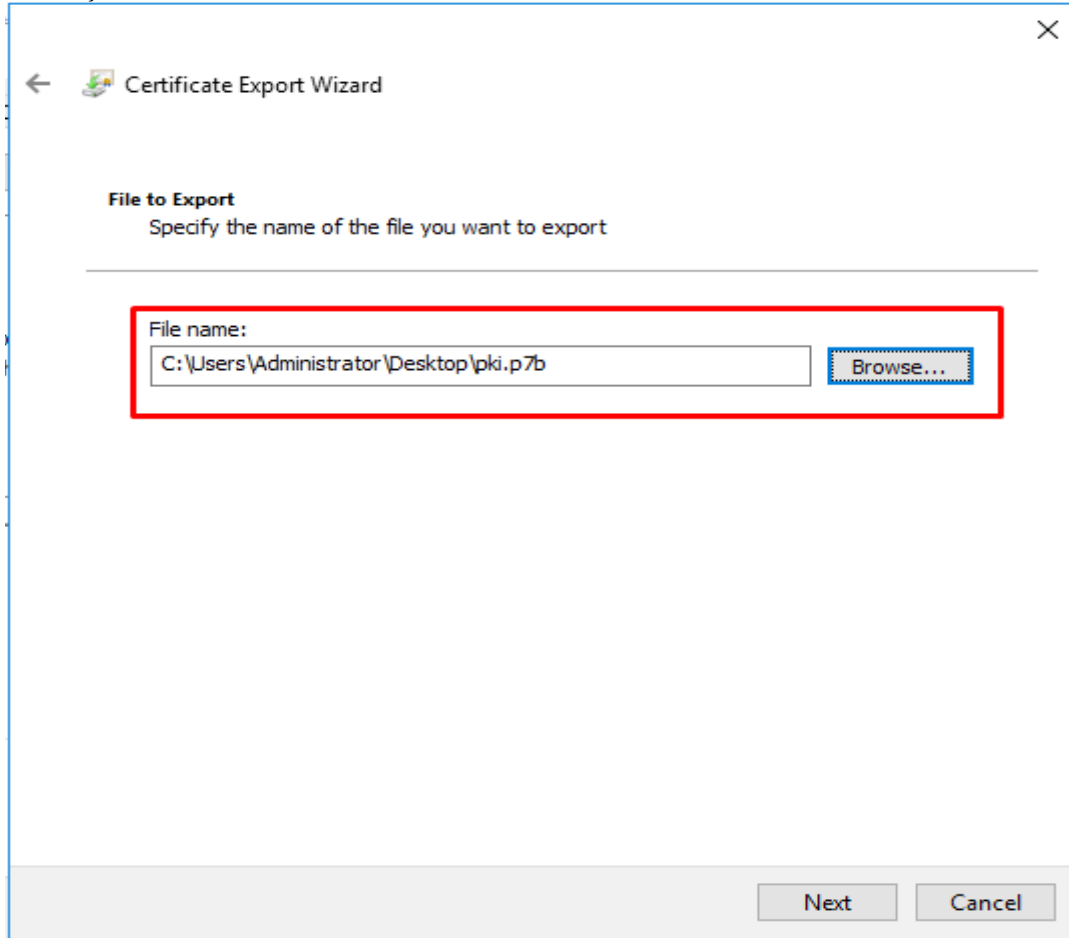 Certificate Export Wizard
File to Export
Specify the name of the file you want to export
File name:
C:\Users\Administrator\Desktop\pki.p7b
Browse...
Next Cancel